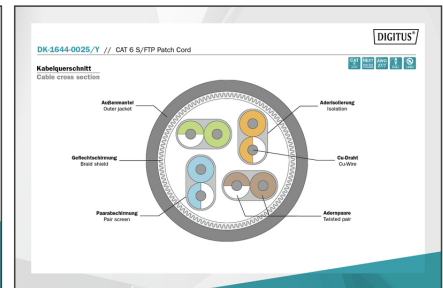 DIGITUS®
DK-1644-0025/Y // CAT 6 S/FTP Patch Cord
Kabelquerschnitt
Cable cross section
Außenmantel
Outer jacket
Aderisolierung
Isolation
Geflechtschirmung
Braid shield
Cu-Draht
Cu-Wire
Paarabschirmung
Pair screen
Adernpaare
Twisted pair